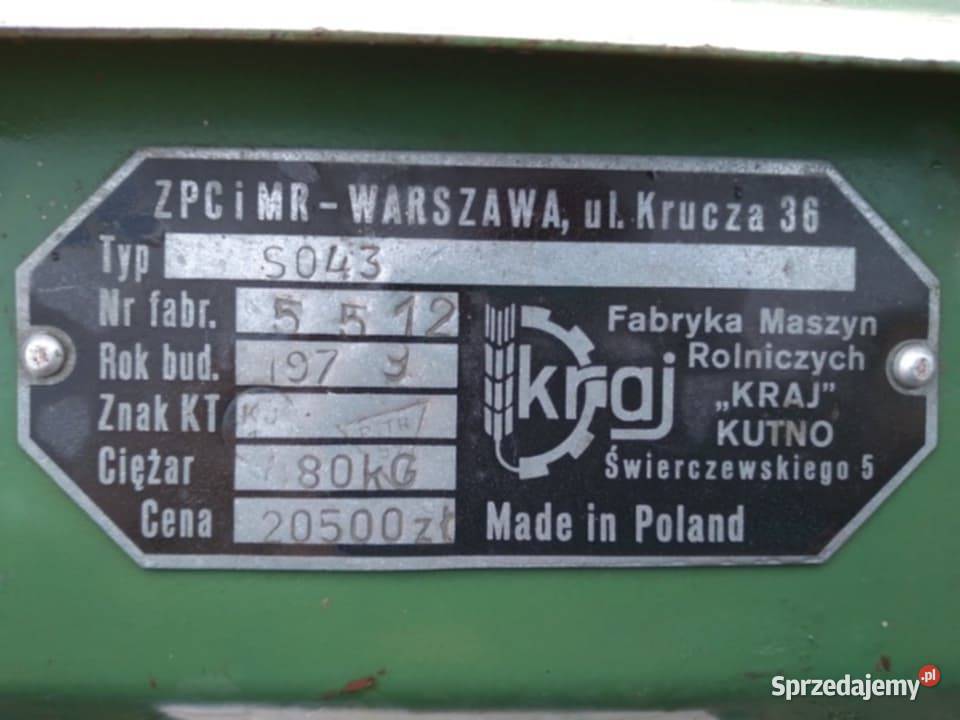 ZPC i MR - WARSZAWA, ul. Krucza 36
Typ S043
Nr fabr. 5 5 12
Rok bud. 197 9
Znak KT KJ
Ciężar 80kG
Cena 20500zł
kraj
Fabryka Maszyn
Rolniczych
„KRAJ”
KUTNO
Świerczewskiego 5
Made in Poland
Sprzedajemy.pl